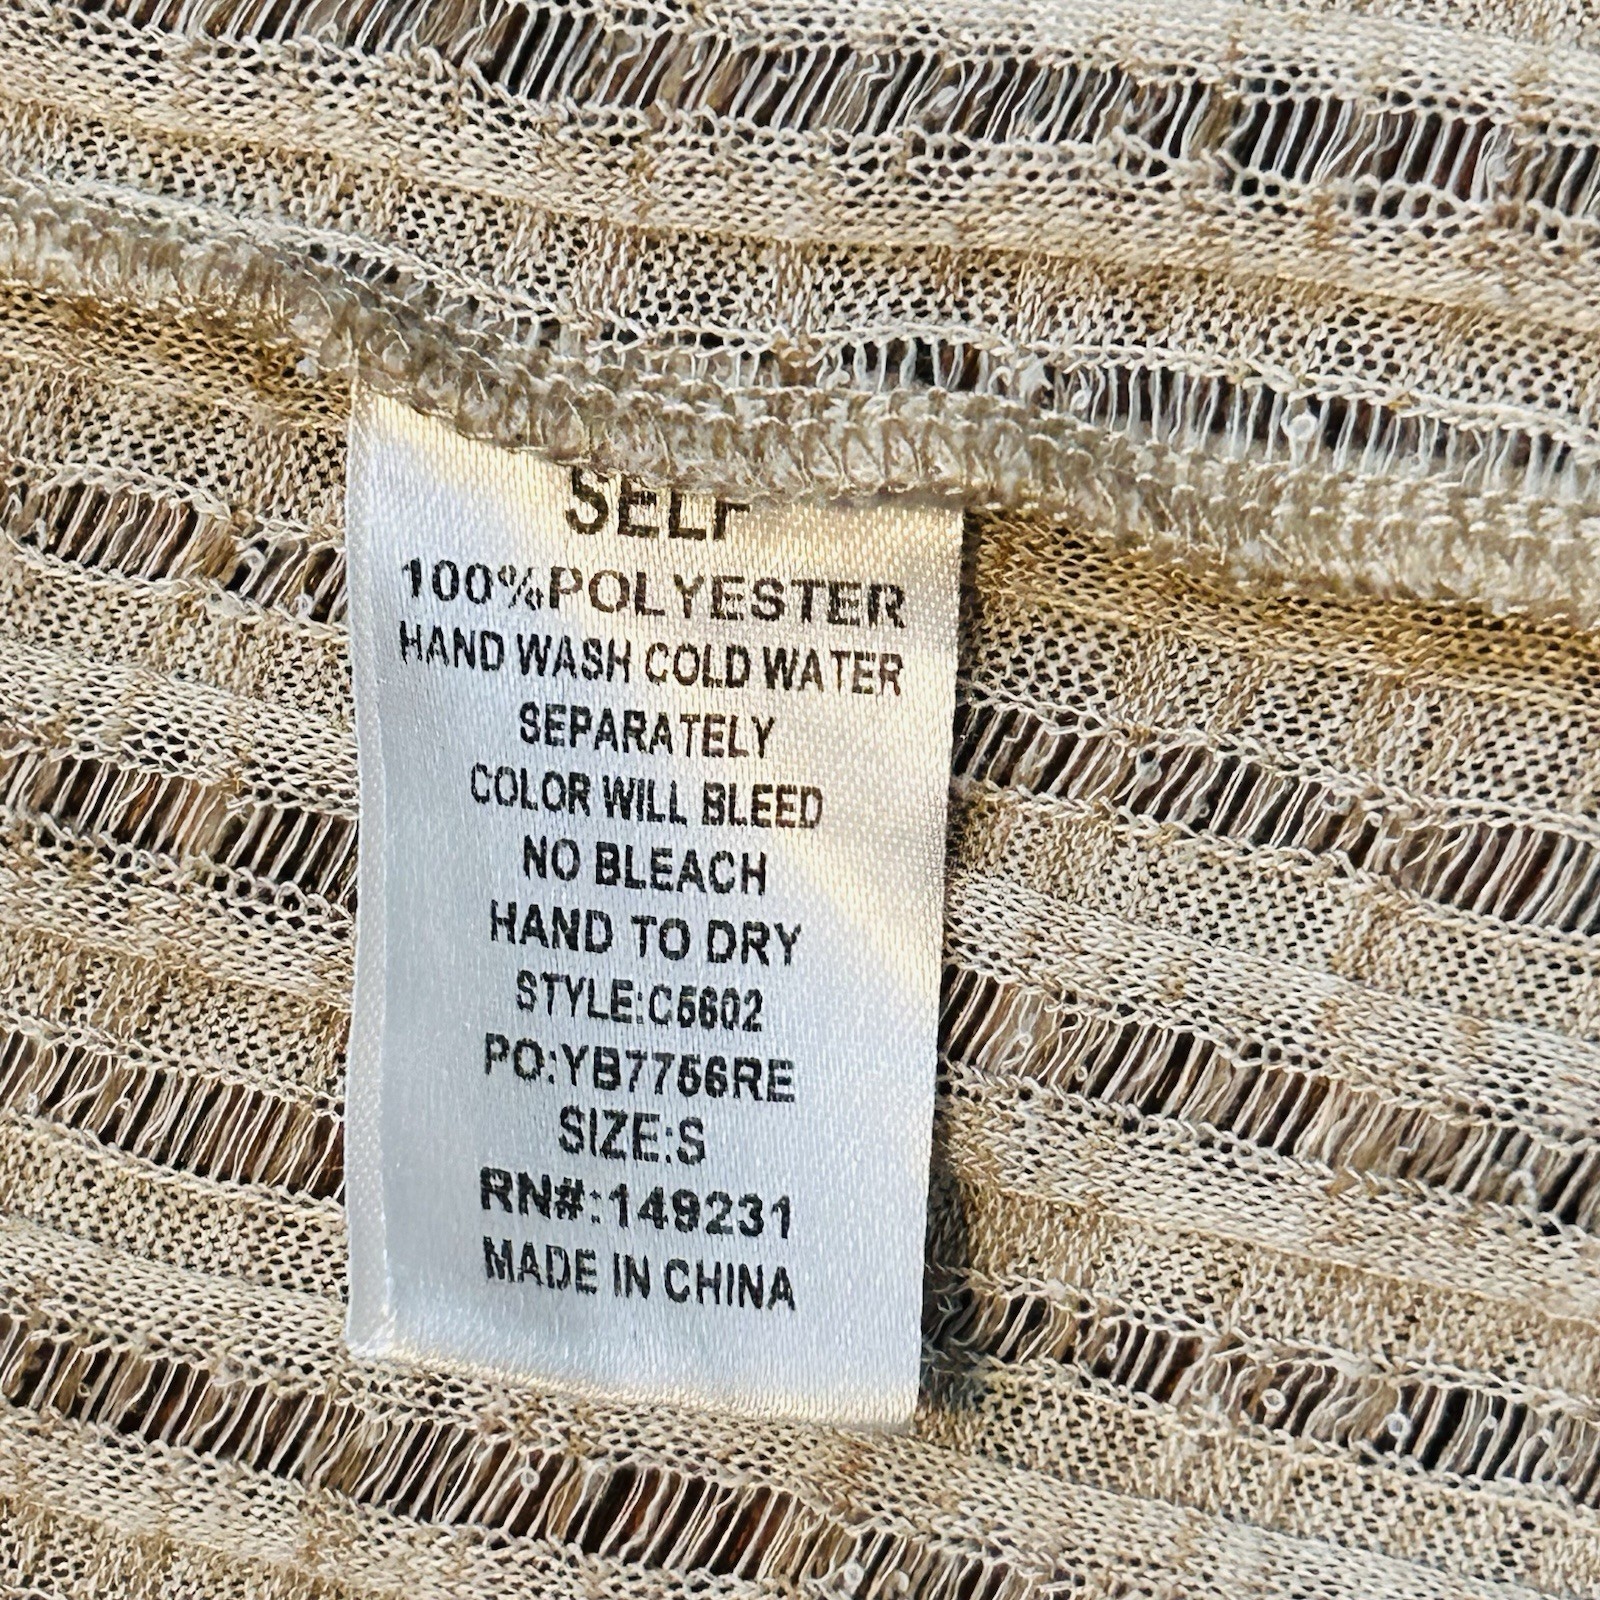 SELF
100%POLYESTER
HAND WASH COLD WATER
SEPARATELY
COLOR WILL BLEED
NO BLEACH
HAND TO DRY
STYLE:C5602
PO:YB7756RE
SIZE:S
RN#:149231
MADE IN CHINA